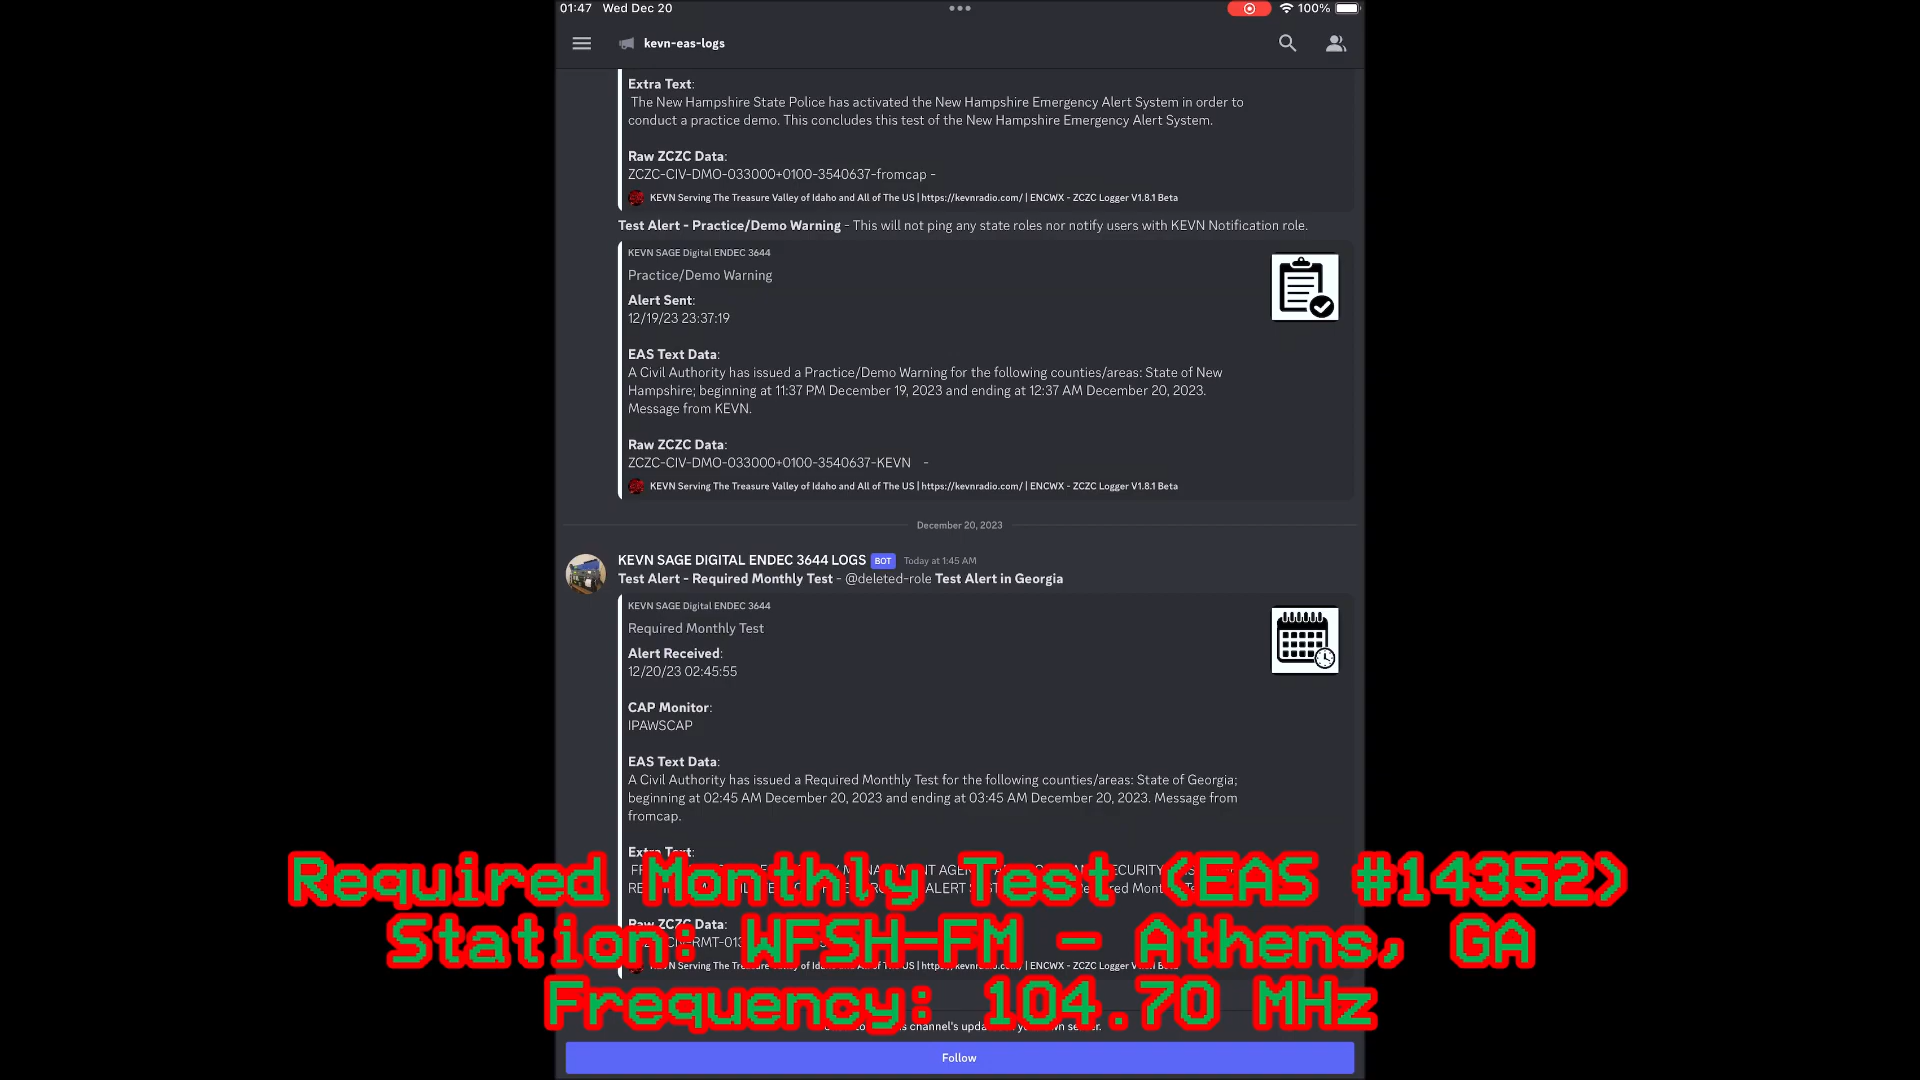 01:47 Wed Dec 20
100%
kevn-eas-logs
Extra Text:
The New Hampshire State Police has activated the New Hampshire Emergency Alert System in order to
conduct a practice demo. This concludes this test of the New Hampshire Emergency Alert System.
Raw ZCZC Data:
ZCZC-CIV-DMO-033000+0100-3540637-fromcap -
KEVN Serving The Treasure Valley of Idaho and All of The US | https://kevnradio.com/ | ENCWX - ZCZC Logger V1.8.1 Beta
Test Alert - Practice/Demo Warning - This will not ping any state roles nor notify users with KEVN Notification role.
KEVN SAGE Digital ENDEC 3644
Practice/Demo Warning
Alert Sent:
12/19/23 23:37:19
EAS Text Data:
A Civil Authority has issued a Practice/Demo Warning for the following counties/areas: State of New
Hampshire; beginning at 11:37 PM December 19, 2023 and ending at 12:37 AM December 20, 2023.
Message from KEVN.
Raw ZCZC Data:
ZCZC-CIV-DMO-033000+0100-3540637-KEVN -
KEVN Serving The Treasure Valley of Idaho and All of The US | https://kevnradio.com/ | ENCWX - ZCZC Logger V1.8.1 Beta
December 20, 2023
KEVN SAGE DIGITAL ENDEC 3644 LOGS BOT Today at 1:45 AM
Test Alert - Required Monthly Test - @deleted-role Test Alert in Georgia
KEVN SAGE Digital ENDEC 3644
Required Monthly Test
Alert Received:
12/20/23 02:45:55
CAP Monitor:
IPAWSCAP
EAS Text Data:
A Civil Authority has issued a Required Monthly Test for the following counties/areas: State of Georgia;
beginning at 02:45 AM December 20, 2023 and ending at 03:45 AM December 20, 2023. Message from
fromcap.
Extra Text:
Required Monthly Test (EAS #14352)
Raw ZCZC Data:
Station: WFSH-FM - Athens, GA
Frequency: 104.70 MHz
channel's
Follow